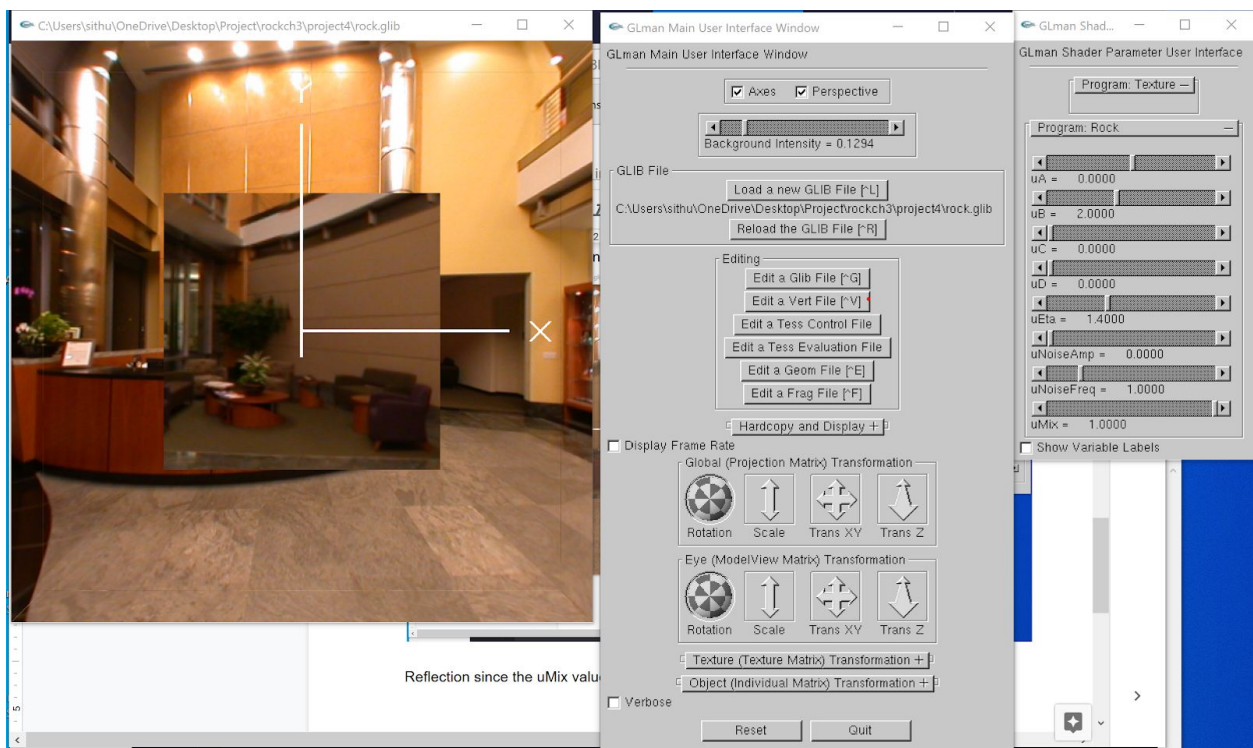 C:\Users\sithu\OneDrive\Desktop\Project\rockch3\project4\rock.glib
GLman Main User Interface Window
GLman Main User Interface Window
Axes
Perspective
Background Intensity = 0.1294
GLIB File
Load a new GLIB File [^L]
C:\Users\sithu\OneDrive\Desktop\Project\rockch3\project4\rock.glib
Reload the GLIB File [^R]
Editing
Edit a Glib File [^G]
Edit a Vert File [^V]
Edit a Tess Control File
Edit a Tess Evaluation File
Edit a Geom File [^E]
Edit a Frag File [^F]
Hardcopy and Display +
Display Frame Rate
Global (Projection Matrix) Transformation
Rotation Scale Trans XY Trans Z
Eye (ModelView Matrix) Transformation
Rotation Scale Trans XY Trans Z
Texture (Texture Matrix) Transformation +
Object (Individual Matrix) Transformation +
Verbose
Reset Quit
GLman Shad...
GLman Shader Parameter User Interface
Program: Texture −
Program: Rock −
uA = 0.0000
uB = 2.0000
uC = 0.0000
uD = 0.0000
uEta = 1.4000
uNoiseAmp = 0.0000
uNoiseFreq = 1.0000
uMix = 1.0000
Show Variable Labels
Reflection since the uMix
5